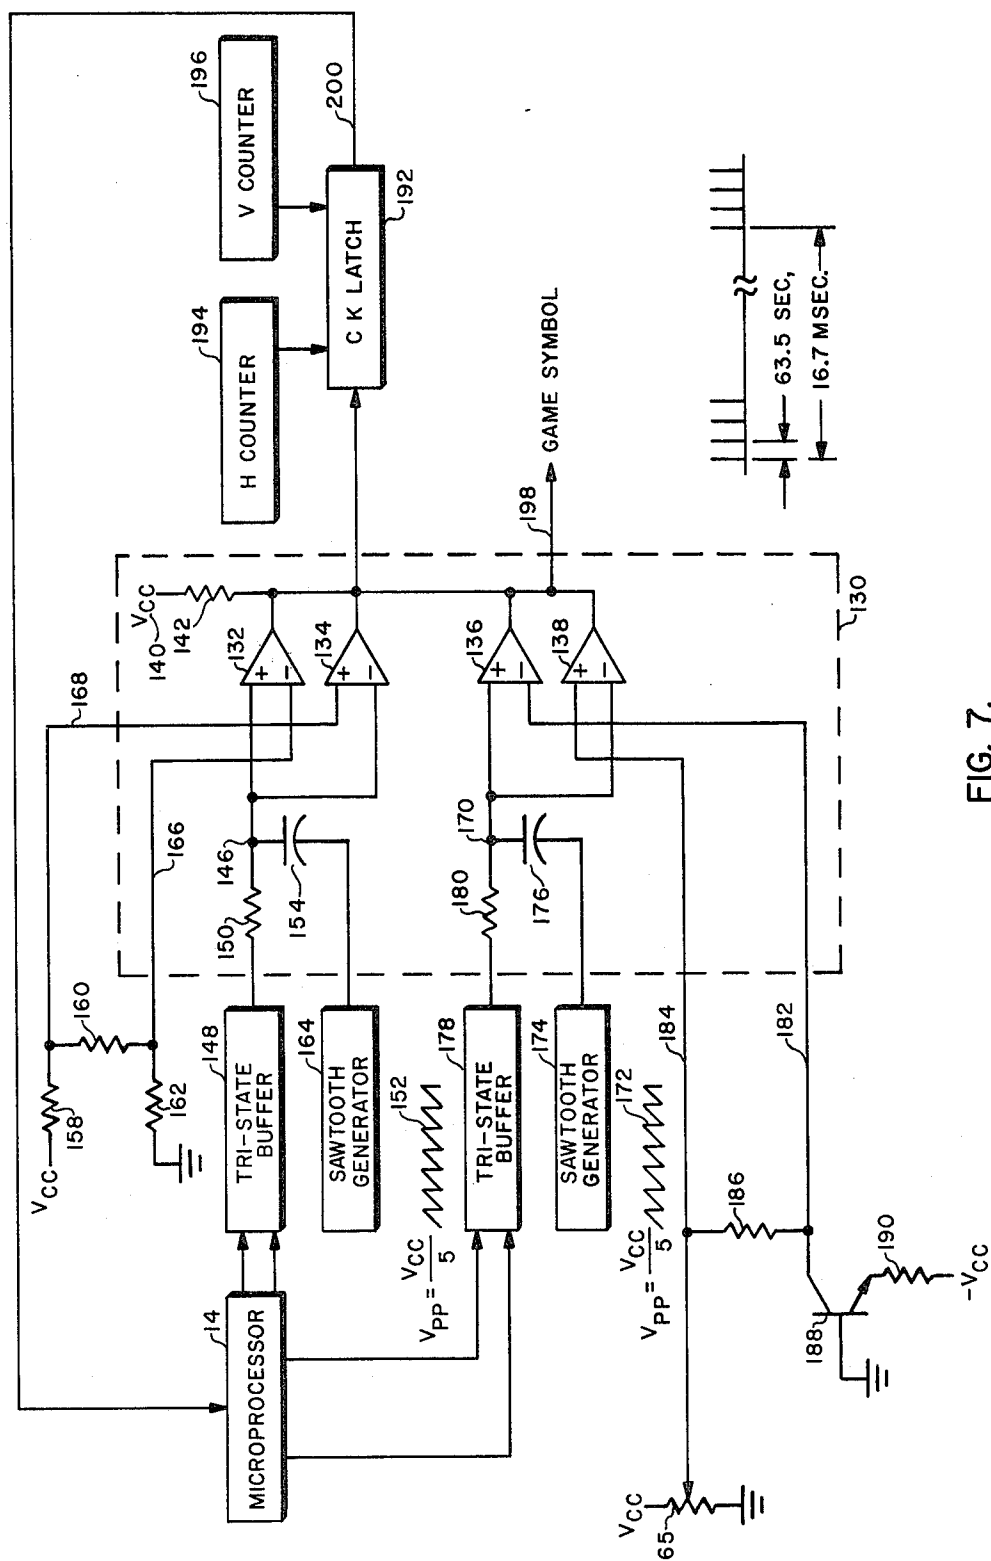 196
V COUNTER
200
194
H COUNTER
C K LATCH
192
GAME SYMBOL
198
63.5 SEC,
16.7 MSEC.
VCC
140
142
132
+
−
134
+
−
136
+
−
138
+
−
130
168
166
146
150
154
170
180
176
184
182
160
158
VCC
162
148
TRI-STATE
BUFFER
164
SAWTOOTH
GENERATOR
152
VPP = VCC
5
178
TRI-STATE
BUFFER
174
SAWTOOTH
GENERATOR
172
VPP = VCC
5
186
190
-VCC
188
14
MICROPROCESSOR
VCC
65
FIG. 7.